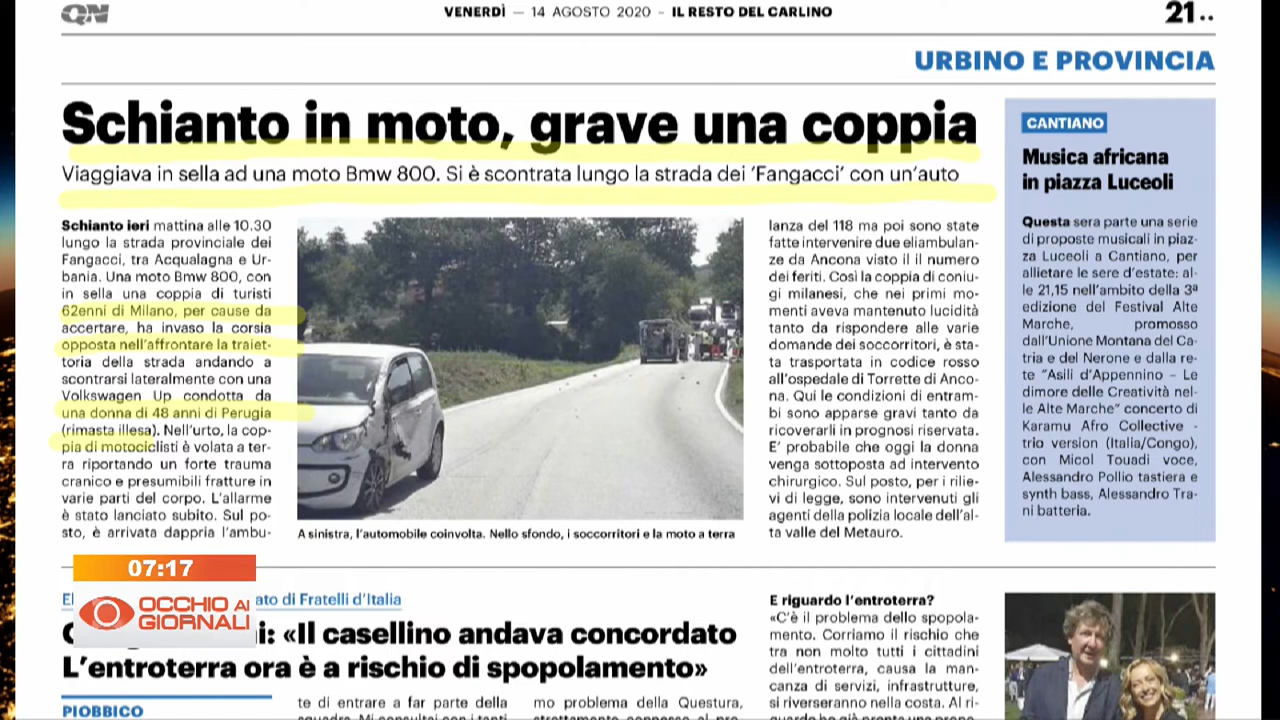 QN
VENERDÌ — 14 AGOSTO 2020 – IL RESTO DEL CARLINO
21 ..
URBINO E PROVINCIA
Schianto in moto, grave una coppia
Viaggiava in sella ad una moto Bmw 800. Si è scontrata lungo la strada dei ‘Fangacci’ con un’auto
Schianto ieri mattina alle 10.30
lungo la strada provinciale dei
Fangacci, tra Acqualagna e Ur-
bania. Una moto Bmw 800, con
in sella una coppia di turisti
62enni di Milano, per cause da
accertare, ha invaso la corsia
opposta nell’affrontare la traiet-
toria della strada andando a
scontrarsi lateralmente con una
Volkswagen Up condotta da
una donna di 48 anni di Perugia
(rimasta illesa). Nell’urto, la cop-
pia di motociclisti è volata a ter-
ra riportando un forte trauma
cranico e presumibili fratture in
varie parti del corpo. L’allarme
è stato lanciato subito. Sul po-
sto, è arrivata dappria l’ambu-
A sinistra, l’automobile coinvolta. Nello sfondo, i soccorritori e la moto a terra
lanza del 118 ma poi sono state
fatte intervenire due eliambulan-
ze da Ancona visto il il numero
dei feriti. Così la coppia di coniu-
gi milanesi, che nei primi mo-
menti aveva mantenuto lucidità
tanto da rispondere alle varie
domande dei soccorritori, è sta-
ta trasportata in codice rosso
all’ospedale di Torrette di Anco-
na. Qui le condizioni di entram-
bi sono apparse gravi tanto da
ricoverarli in prognosi riservata.
E’ probabile che oggi la donna
venga sottoposta ad intervento
chirurgico. Sul posto, per i rilie-
vi di legge, sono intervenuti gli
agenti della polizia locale dell’al-
ta valle del Metauro.
CANTIANO
Musica africana
in piazza Luceoli
Questa sera parte una serie
di proposte musicali in piaz-
za Luceoli a Cantiano, per
allietare le sere d’estate: al-
le 21,15 nell’ambito della 3ª
edizione del Festival Alte
Marche, promosso
dall’Unione Montana del Ca-
tria e del Nerone e dalla re-
te “Asili d’Appennino – Le
dimore delle Creatività nel-
le Alte Marche” concerto di
Karamu Afro Collective -
trio version (Italia/Congo),
con Micol Touadi voce,
Alessandro Pollio tastiera e
synth bass, Alessandro Tra-
ni batteria.
07:17
OCCHIO AI
GIORNALI
ato di Fratelli d’Italia
i: «Il casellino andava concordato
L’entroterra ora è a rischio di spopolamento»
PIOBBICO
te di entrare a far parte della
mo problema della Questura,
E riguardo l’entroterra?
«C’è il problema dello spopola-
mento. Corriamo il rischio che
tra non molto tutti i cittadini
dell’entroterra, causa la man-
canza di servizi, infrastrutture,
si riverseranno nella costa. Al ri-